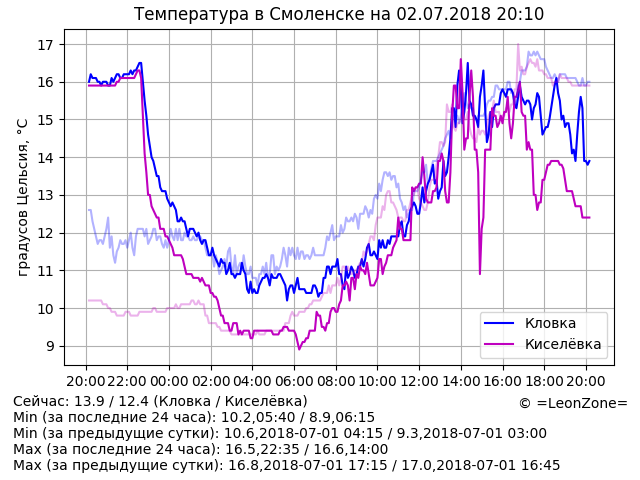 Температура в Смоленске на 02.07.2018 20:10
17
16
15
14
13
12
11
10
9
градусов Цельсия, °C
Кловка
Киселёвка
20:00 22:00 00:00 02:00 04:00 06:00 08:00 10:00 12:00 14:00 16:00 18:00 20:00
Сейчас: 13.9 / 12.4 (Кловка / Киселёвка)
© =LeonZone=
Min (за последние 24 часа): 10.2,05:40 / 8.9,06:15
Min (за предыдущие сутки): 10.6,2018-07-01 04:15 / 9.3,2018-07-01 03:00
Max (за последние 24 часа): 16.5,22:35 / 16.6,14:00
Max (за предыдущие сутки): 16.8,2018-07-01 17:15 / 17.0,2018-07-01 16:45